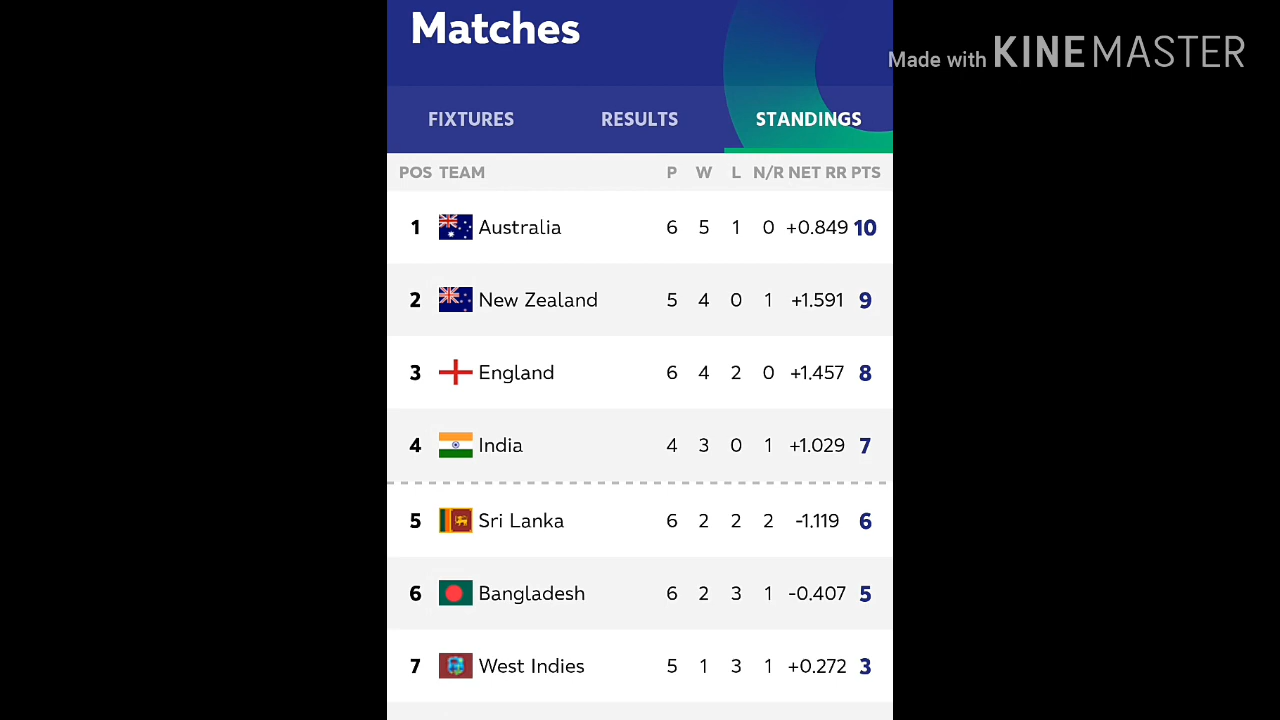 Matches
Made with KINEMASTER
FIXTURES RESULTS STANDINGS
POS TEAM P W L N/R NET RR PTS
1 Australia 6 5 1 0 +0.849 10
2 New Zealand 5 4 0 1 +1.591 9
3 England 6 4 2 0 +1.457 8
4 India 4 3 0 1 +1.029 7
5 Sri Lanka 6 2 2 2 -1.119 6
6 Bangladesh 6 2 3 1 -0.407 5
7 West Indies 5 1 3 1 +0.272 3